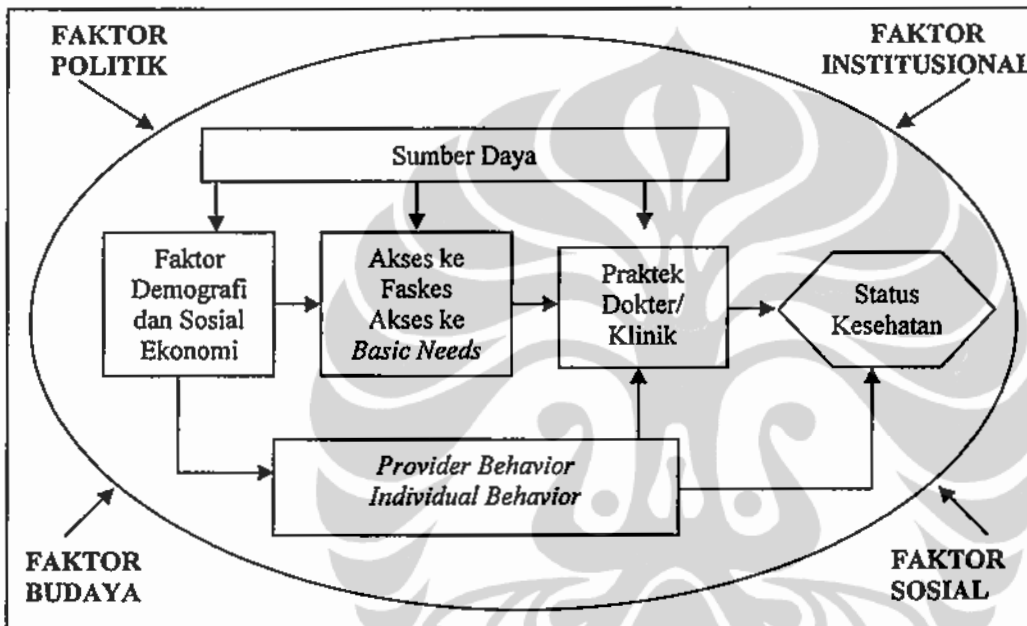 FAKTOR
POLITIK
FAKTOR
INSTITUSIONAL
Sumber Daya
Faktor
Demografi
dan Sosial
Ekonomi
Akses ke
Faskes
Akses ke
Basic Needs
Praktek
Dokter/
Klinik
Status
Kesehatan
Provider Behavior
Individual Behavior
FAKTOR
BUDAYA
FAKTOR
SOSIAL